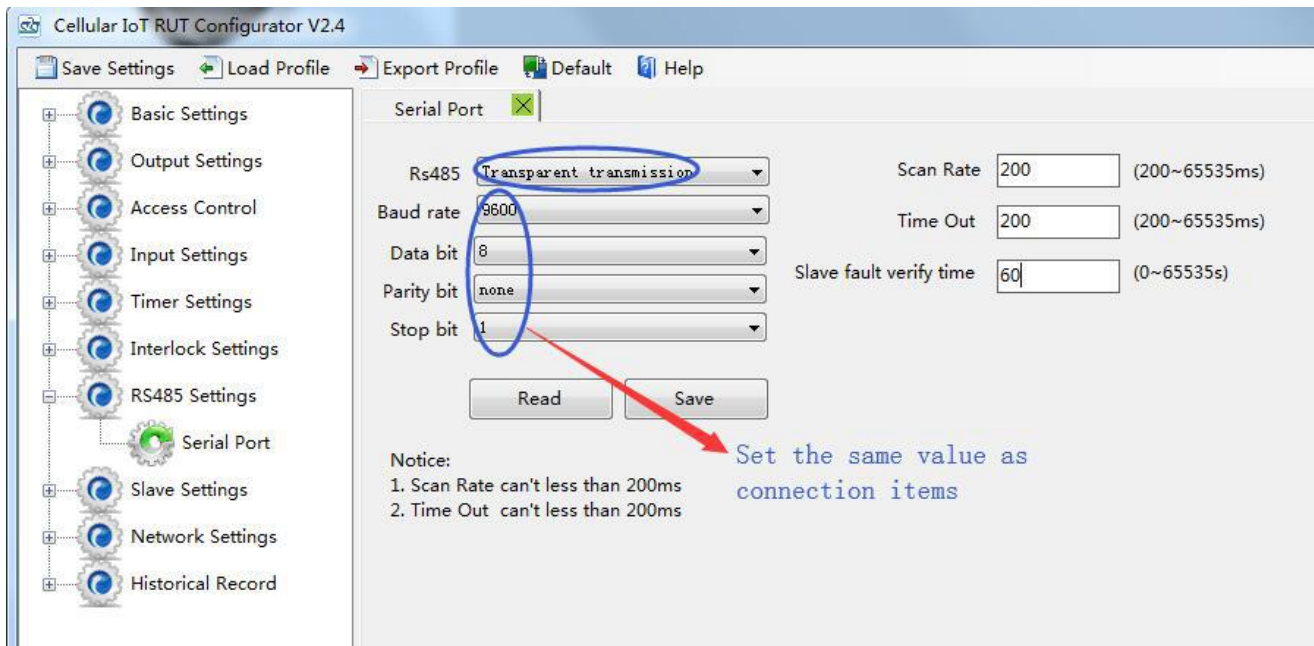 Cellular IoT RUT Configurator V2.4
Save Settings Load Profile Export Profile Default Help
Basic Settings
Output Settings
Access Control
Input Settings
Timer Settings
Interlock Settings
RS485 Settings
Serial Port
Slave Settings
Network Settings
Historical Record
Serial Port
Rs485 Transparent transmission
Baud rate 9600
Data bit 8
Parity bit none
Stop bit 1
Scan Rate 200 (200~65535ms)
Time Out 200 (200~65535ms)
Slave fault verify time 60 (0~65535s)
Read Save
Notice:
1. Scan Rate can't less than 200ms
2. Time Out can't less than 200ms
Set the same value as
connection items